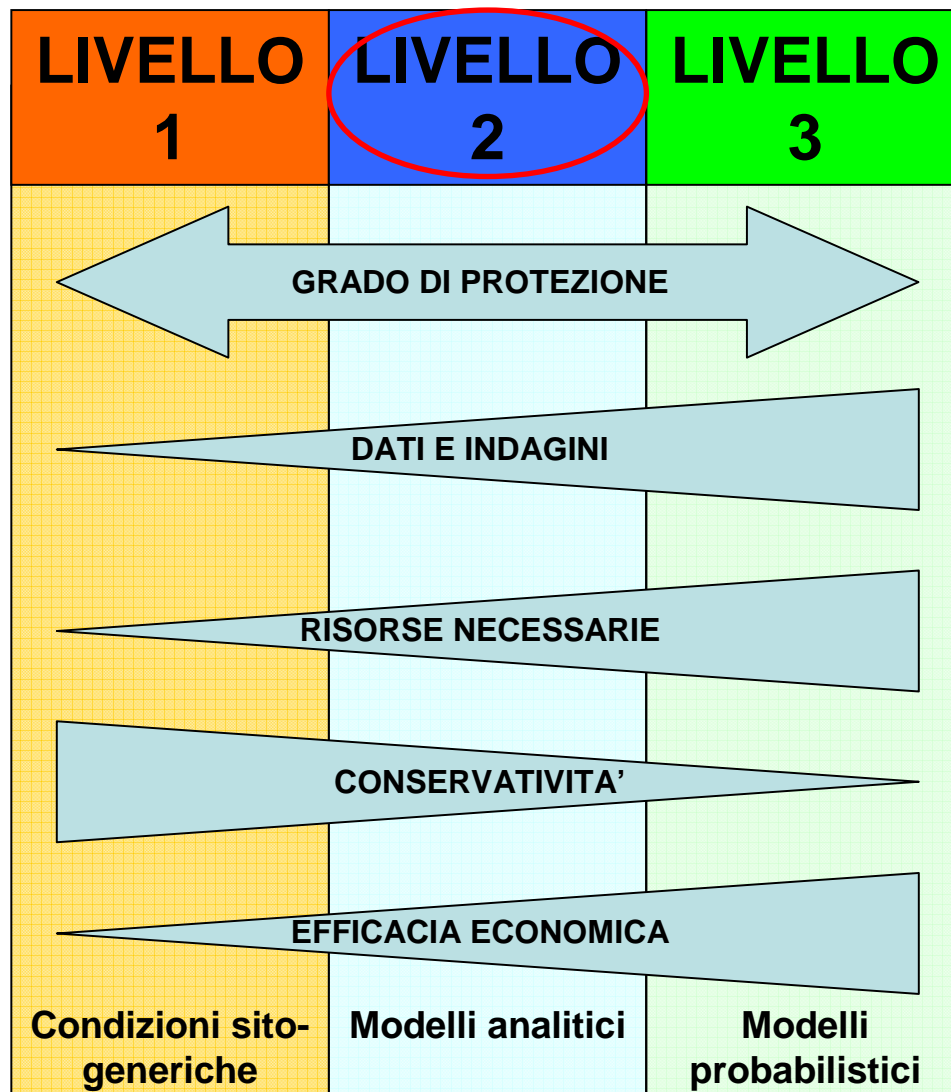 LIVELLO 1
LIVELLO 2
LIVELLO 3
GRADO DI PROTEZIONE
DATI E INDAGINI
RISORSE NECESSARIE
CONSERVATIVITA'
EFFICACIA ECONOMICA
Condizioni sito-
generiche
Modelli analitici
Modelli
probabilistici